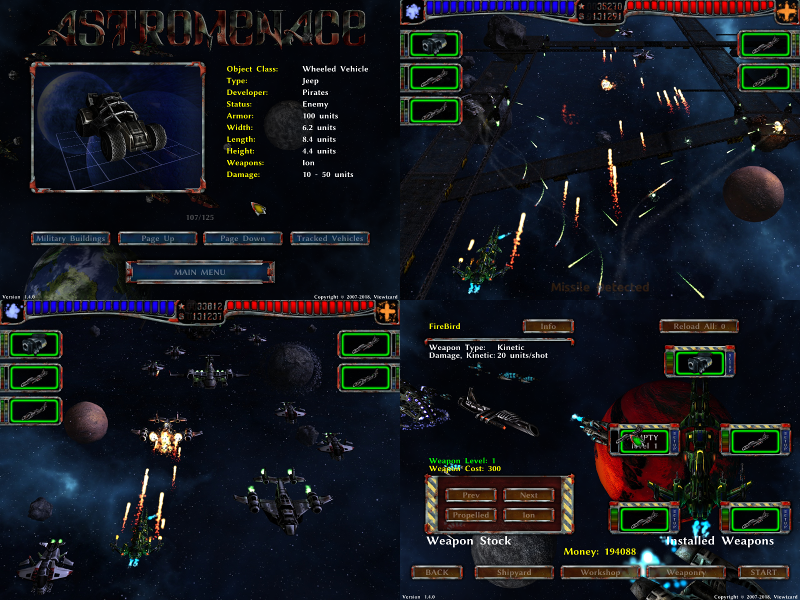 ASTROMENACE
Object Class: Wheeled Vehicle
Type: Jeep
Developer: Pirates
Status: Enemy
Armor: 100 units
Width: 6.2 units
Length: 8.4 units
Height: 4.4 units
Weapons: Ion
Damage: 10 - 50 units
107/125
Military Buildings Page Up Page Down Tracked Vehicles
MAIN MENU
Version 1.4.0 Copyright © 2007-2018, Viewizard
131291
Missile Detected
33812
131237
FireBird Info Reload All: 0
Weapon Type: Kinetic
Damage, Kinetic: 20 units/shot
EMPTY
Weapon Level: 1
Weapon Cost: 300
Prev Next
Propelled Ion
Weapon Stock Installed Weapons
Money: 194088
BACK Shipyard Workshop Weaponry START
Version 1.4.0 Copyright © 2007-2018, Viewizard